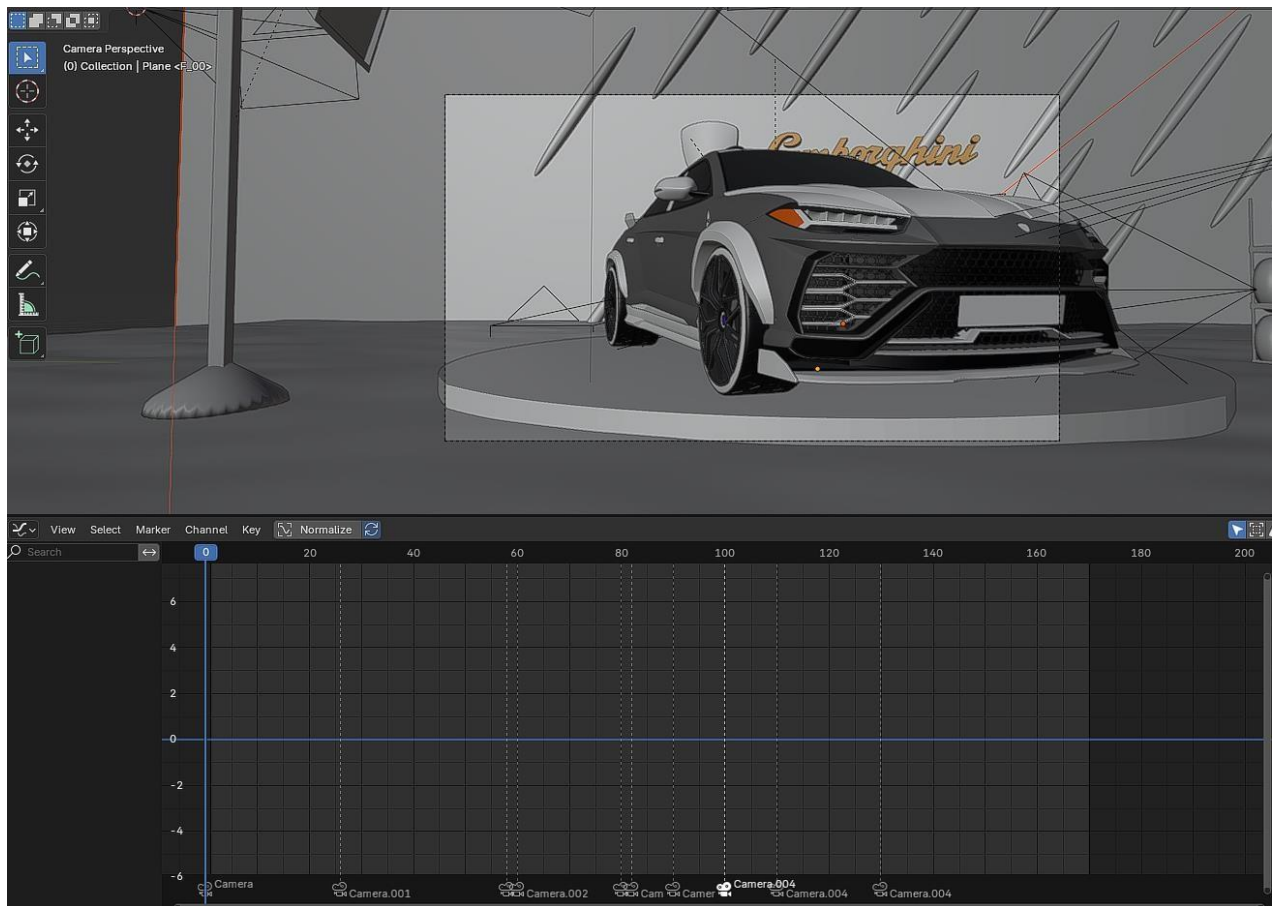 Camera Perspective
(0) Collection | Plane <F_00>
Lamborghini
View Select Marker Channel Key Normalize
Search
0 20 40 60 80 100 120 140 160 180 200
6
4
2
0
-2
-4
-6
Camera Camera.001 Camera.002 Cam Camer Camera.004 Camera.004 Camera.004